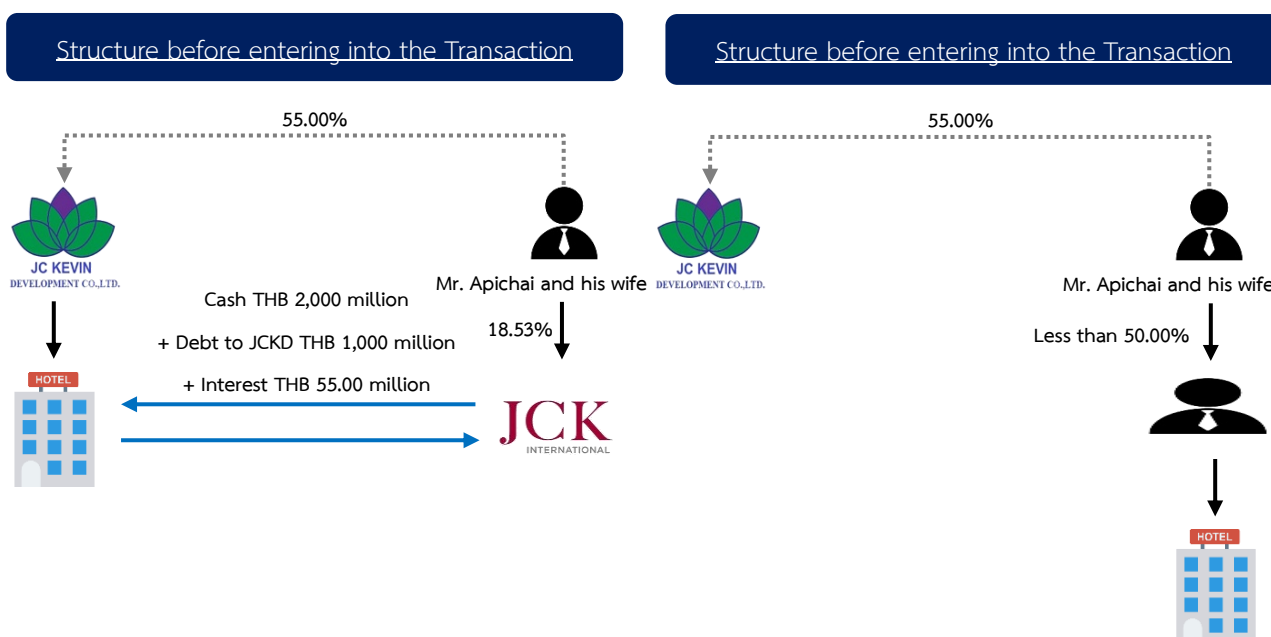 Structure before entering into the Transaction
55.00%
JC KEVIN
DEVELOPMENT CO.,LTD.
Mr. Apichai and his wife
Cash THB 2,000 million
+ Debt to JCKD THB 1,000 million
+ Interest THB 55.00 million
18.53%
HOTEL
JCK
INTERNATIONAL
Structure before entering into the Transaction
55.00%
JC KEVIN
DEVELOPMENT CO.,LTD.
Mr. Apichai and his wife
Less than 50.00%
HOTEL